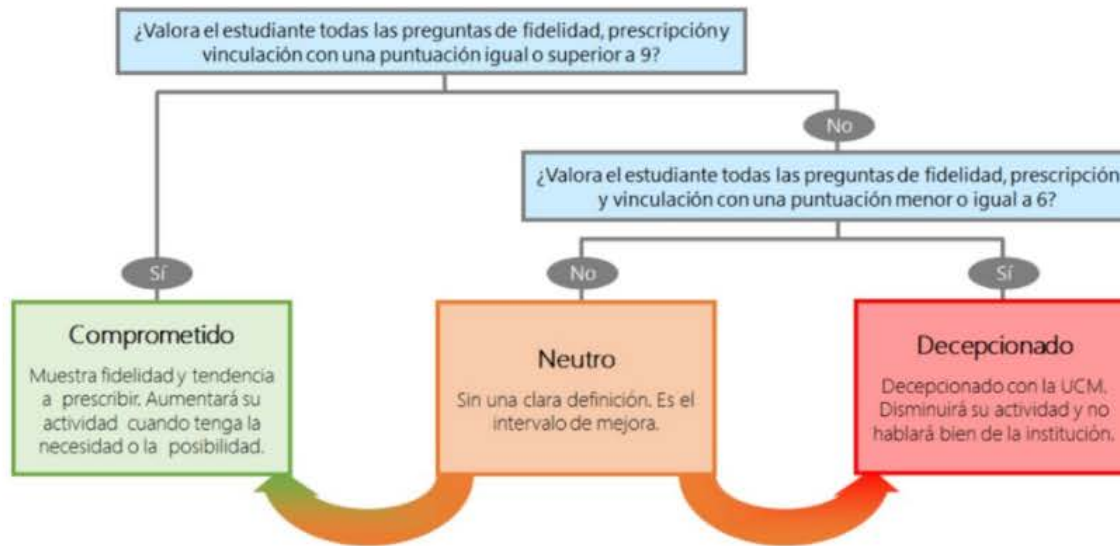 ¿Valora el estudiante todas las preguntas de fidelidad, prescripción y
vinculación con una puntuación igual o superior a 9?
No
¿Valora el estudiante todas las preguntas de fidelidad, prescripción
y vinculación con una puntuación menor o igual a 6?
Sí
No
Sí
Comprometido
Muestra fidelidad y tendencia
a prescribir. Aumentará su
actividad cuando tenga la
necesidad o la posibilidad.
Neutro
Sin una clara definición. Es el
intervalo de mejora.
Decepcionado
Decepcionado con la UCM.
Disminuirá su actividad y no
hablará bien de la institución.